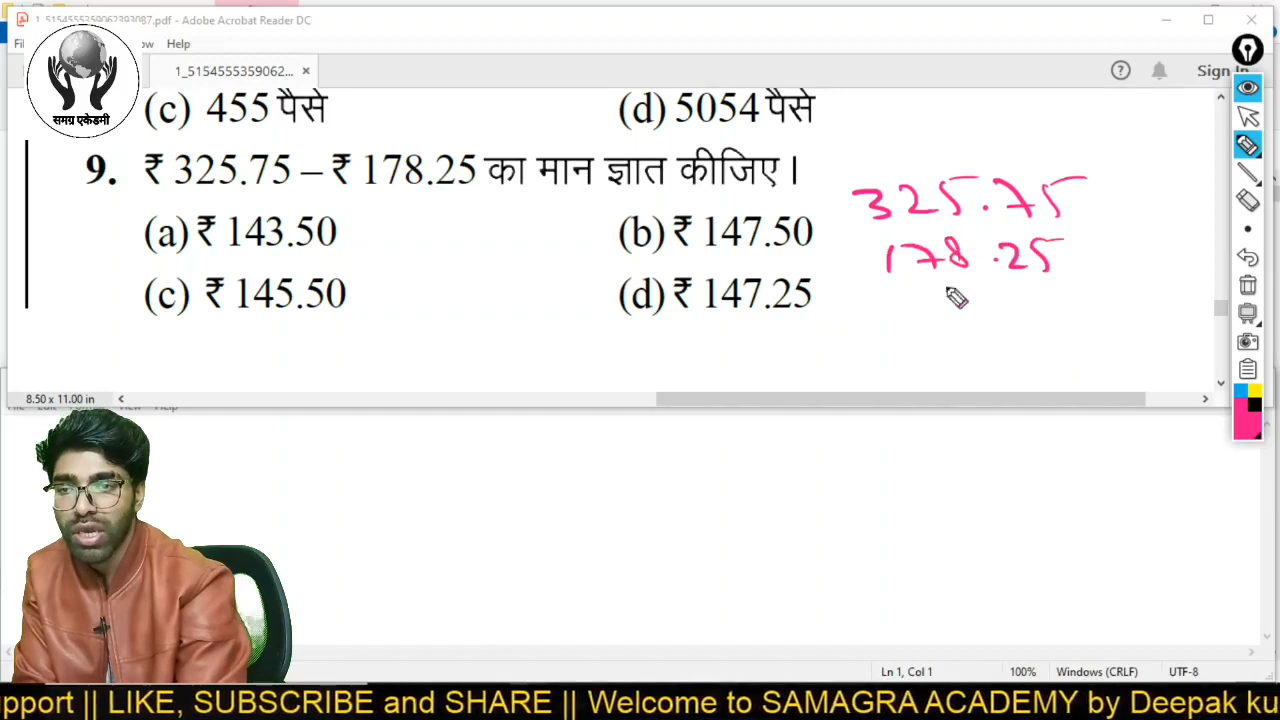 1_5154555359062393087.pdf - Adobe Acrobat Reader DC
Help
1_5154555359062...
Sign In
समग्र एकेडमी
(c) 455 पैसे (d) 5054 पैसे
9. ₹ 325.75 – ₹ 178.25 का मान ज्ञात कीजिए ।
(a) ₹ 143.50 (b) ₹ 147.50
(c) ₹ 145.50 (d) ₹ 147.25
325.75
178.25
8.50 x 11.00 in
Ln 1, Col 1 100% Windows (CRLF) UTF-8
upport || LIKE, SUBSCRIBE and SHARE || Welcome to SAMAGRA ACADEMY by Deepak ku